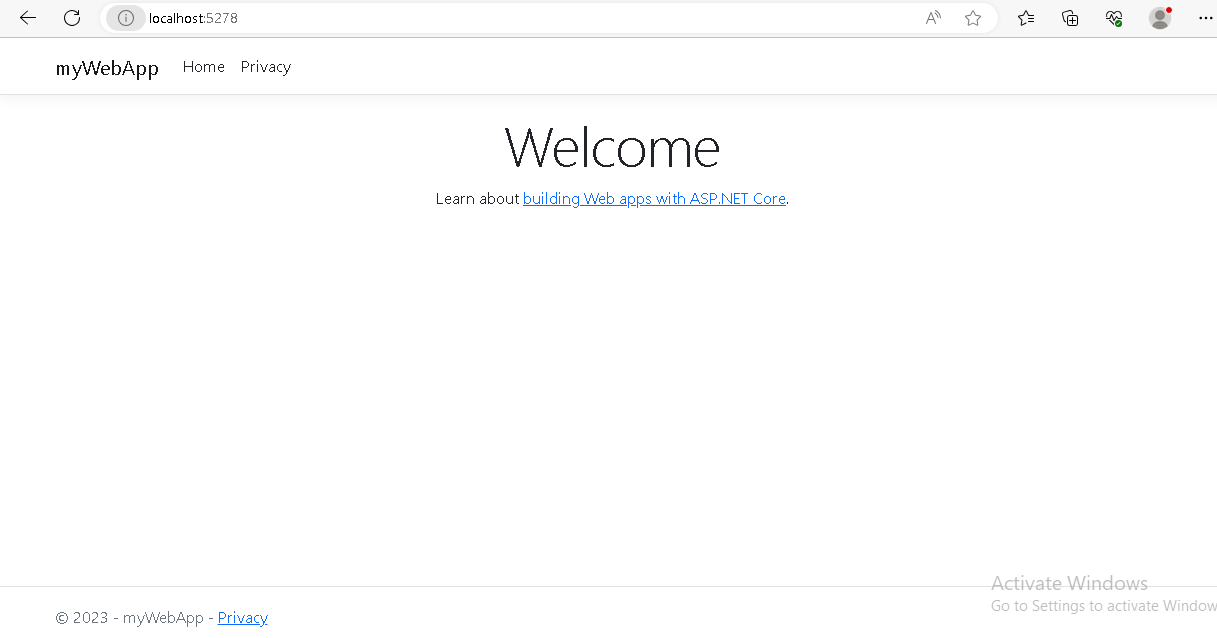 localhost:5278
myWebApp Home Privacy
Welcome
Learn about building Web apps with ASP.NET Core.
Activate Windows
Go to Settings to activate Window
© 2023 - myWebApp - Privacy